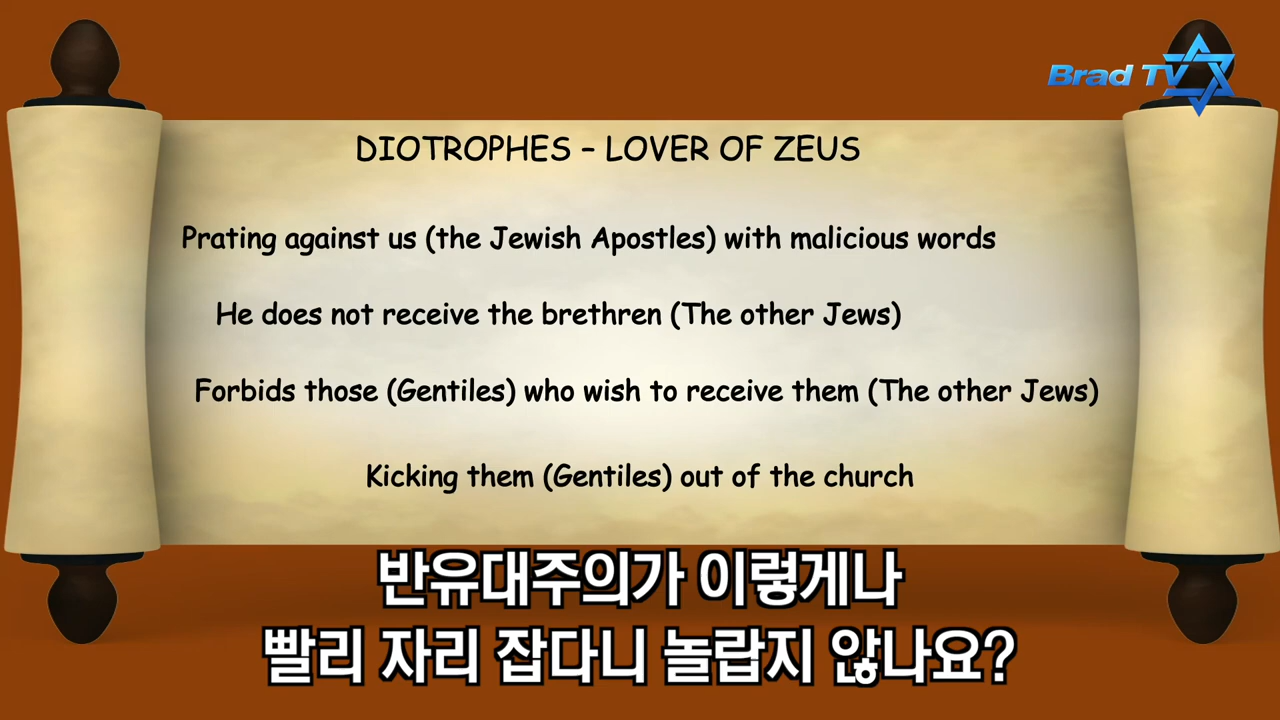 Brad TV
DIOTROPHES – LOVER OF ZEUS
Prating against us (the Jewish Apostles) with malicious words
He does not receive the brethren (The other Jews)
Forbids those (Gentiles) who wish to receive them (The other Jews)
Kicking them (Gentiles) out of the church
반유대주의가 이렇게나
빨리 자리 잡다니 놀랍지 않나요?